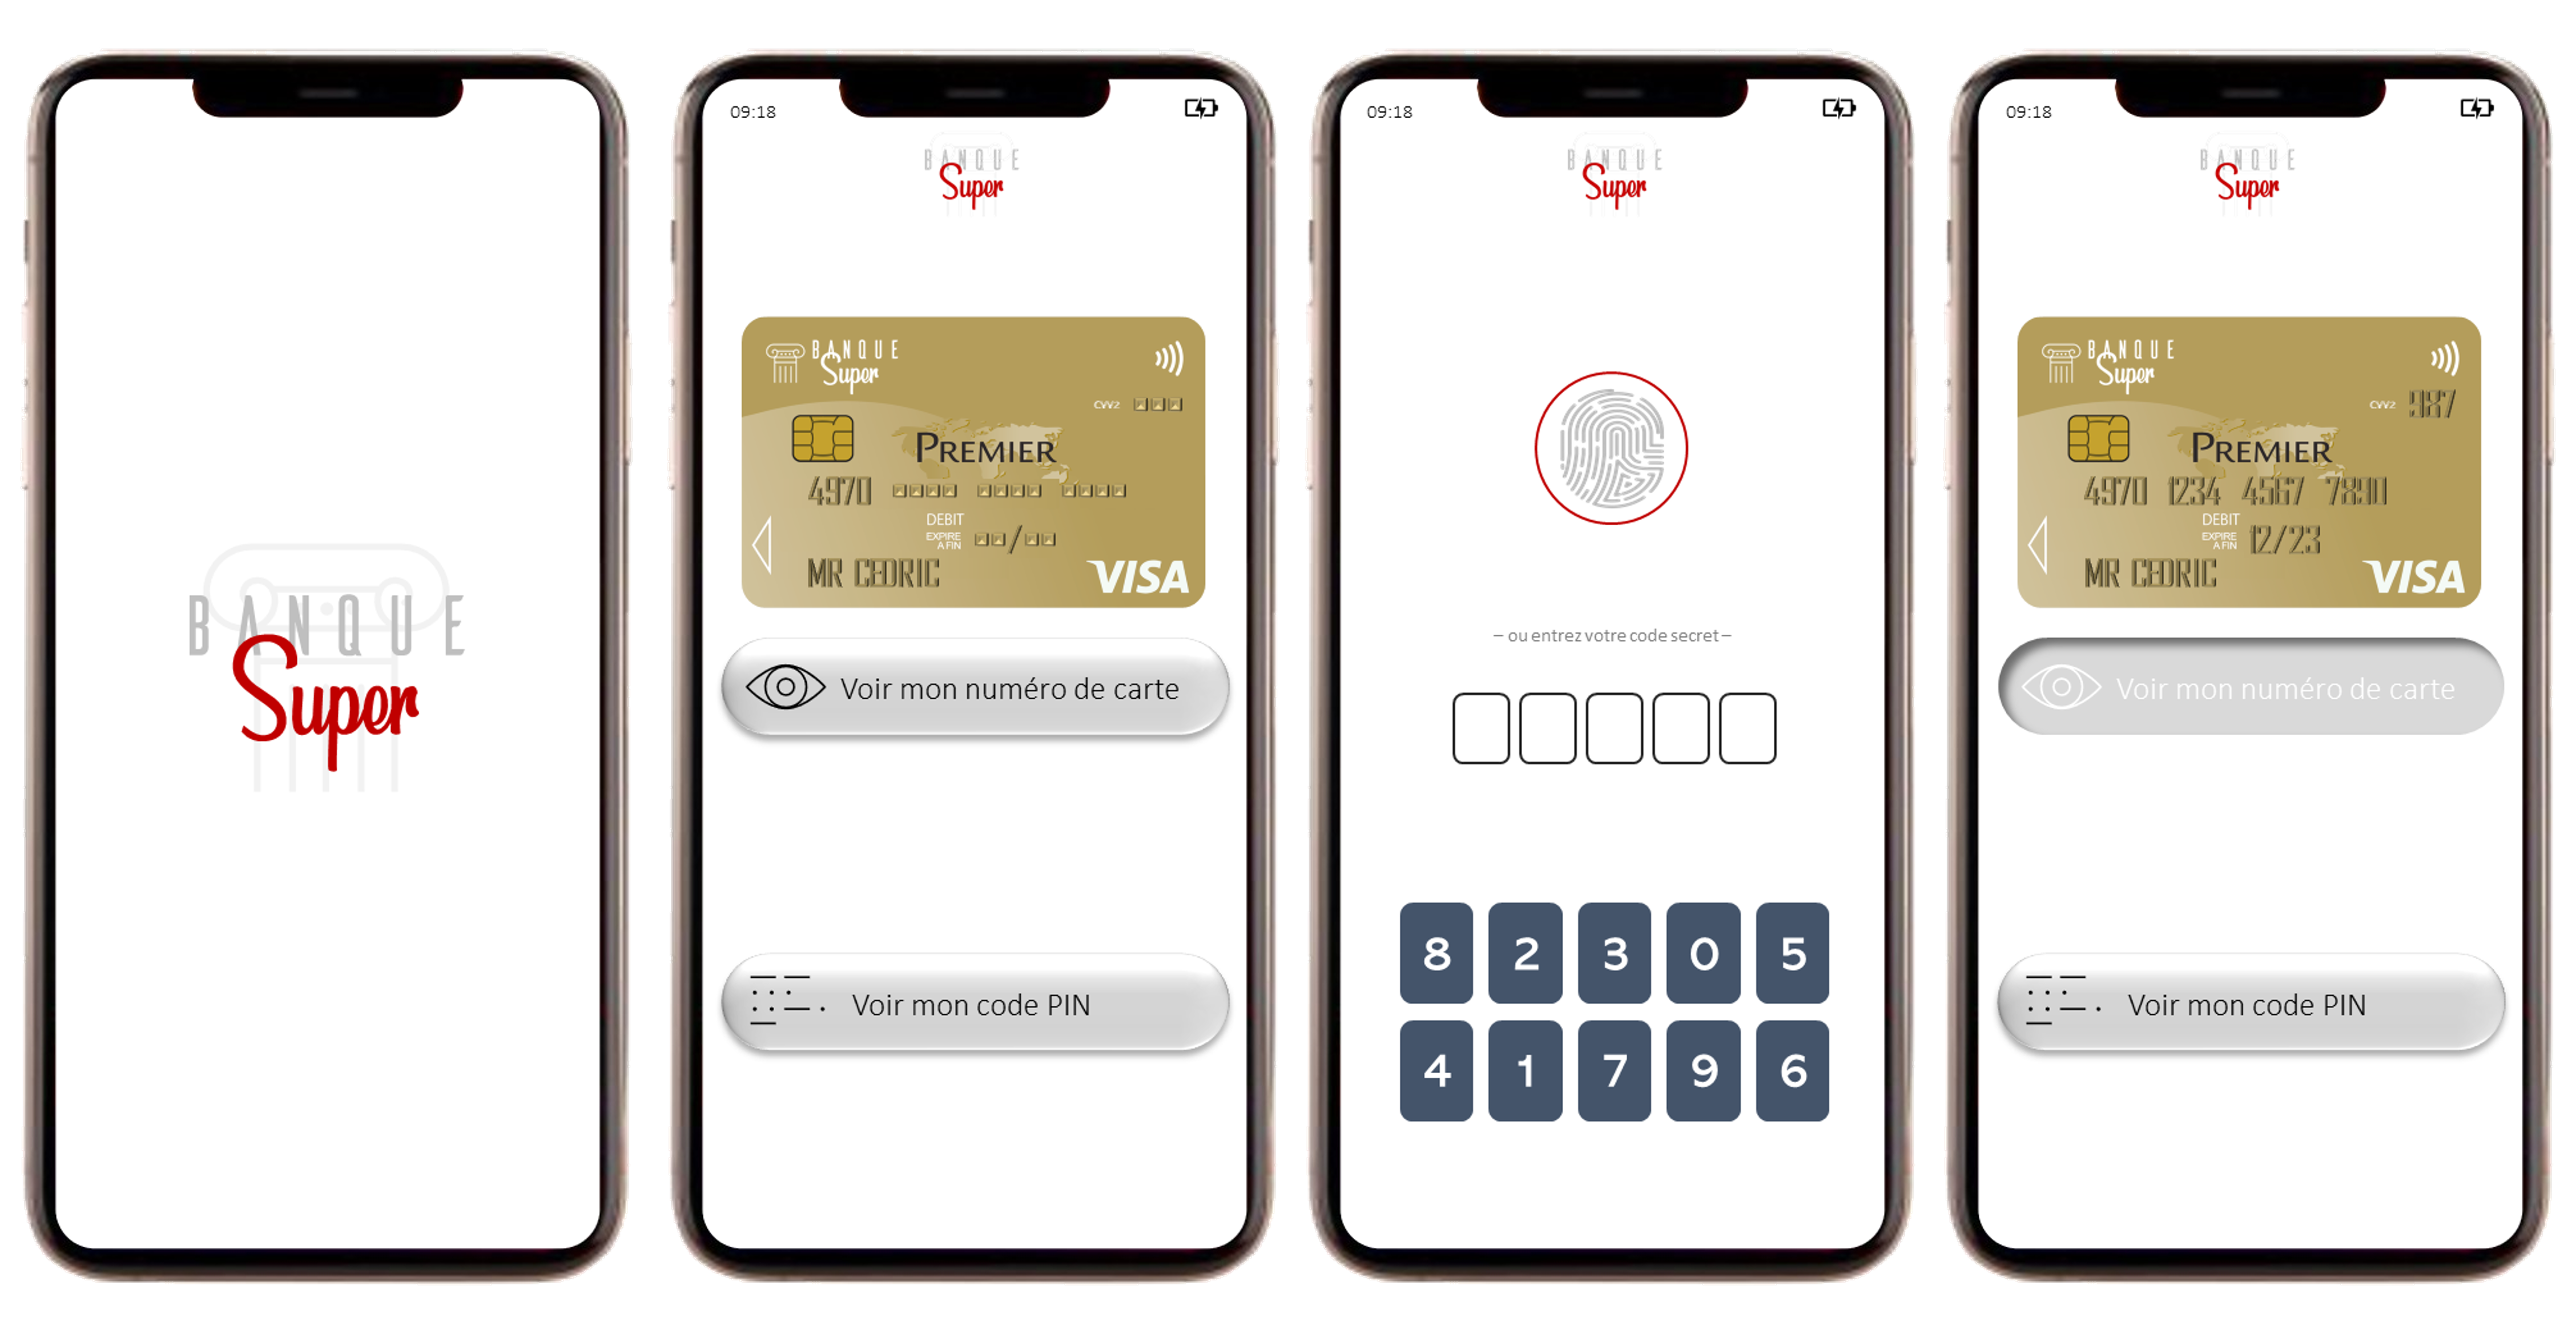 BANQUE
Super
09:18
BANQUE
Super
BANQUE
Super
CVV2
PREMIER
4970
DEBIT
EXPIRE
A FIN
/
MR CEDRIC
VISA
Voir mon numéro de carte
Voir mon code PIN
09:18
BANQUE
Super
– ou entrez votre code secret –
8 2 3 0 5
4 1 7 9 6
09:18
BANQUE
Super
BANQUE
Super
CVV2 987
PREMIER
4970 1234 4567 7890
DEBIT
EXPIRE
A FIN
12/23
MR CEDRIC
VISA
Voir mon numéro de carte
Voir mon code PIN